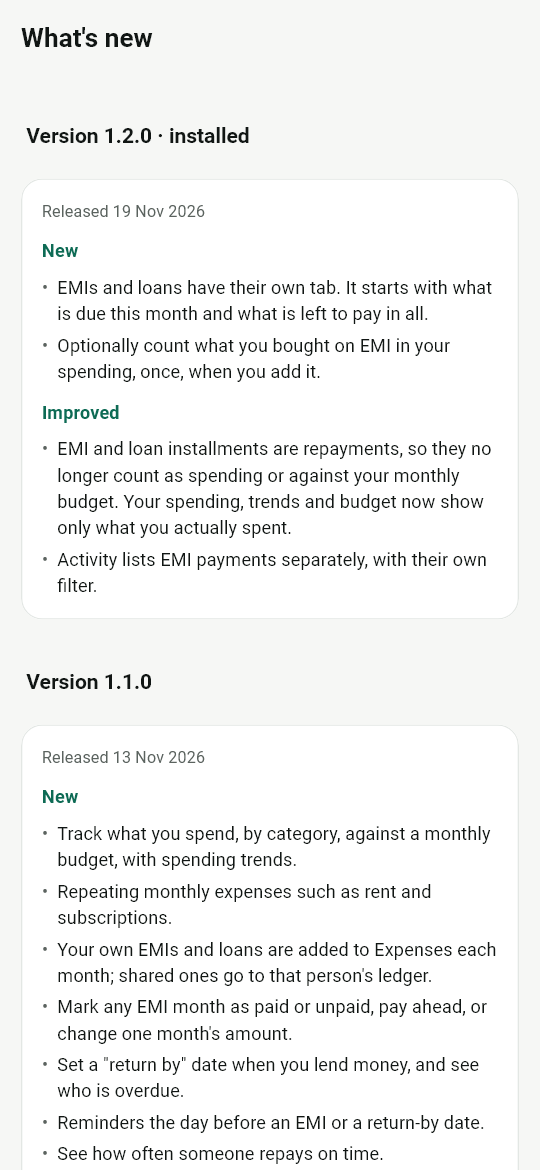 What's new
Version 1.2.0 · installed
Released 19 Nov 2026
New
• EMIs and loans have their own tab. It starts with what
is due this month and what is left to pay in all.
• Optionally count what you bought on EMI in your
spending, once, when you add it.
Improved
• EMI and loan installments are repayments, so they no
longer count as spending or against your monthly
budget. Your spending, trends and budget now show
only what you actually spent.
• Activity lists EMI payments separately, with their own
filter.
Version 1.1.0
Released 13 Nov 2026
New
• Track what you spend, by category, against a monthly
budget, with spending trends.
• Repeating monthly expenses such as rent and
subscriptions.
• Your own EMIs and loans are added to Expenses each
month; shared ones go to that person's ledger.
• Mark any EMI month as paid or unpaid, pay ahead, or
change one month's amount.
• Set a "return by" date when you lend money, and see
who is overdue.
• Reminders the day before an EMI or a return-by date.
• See how often someone repays on time.